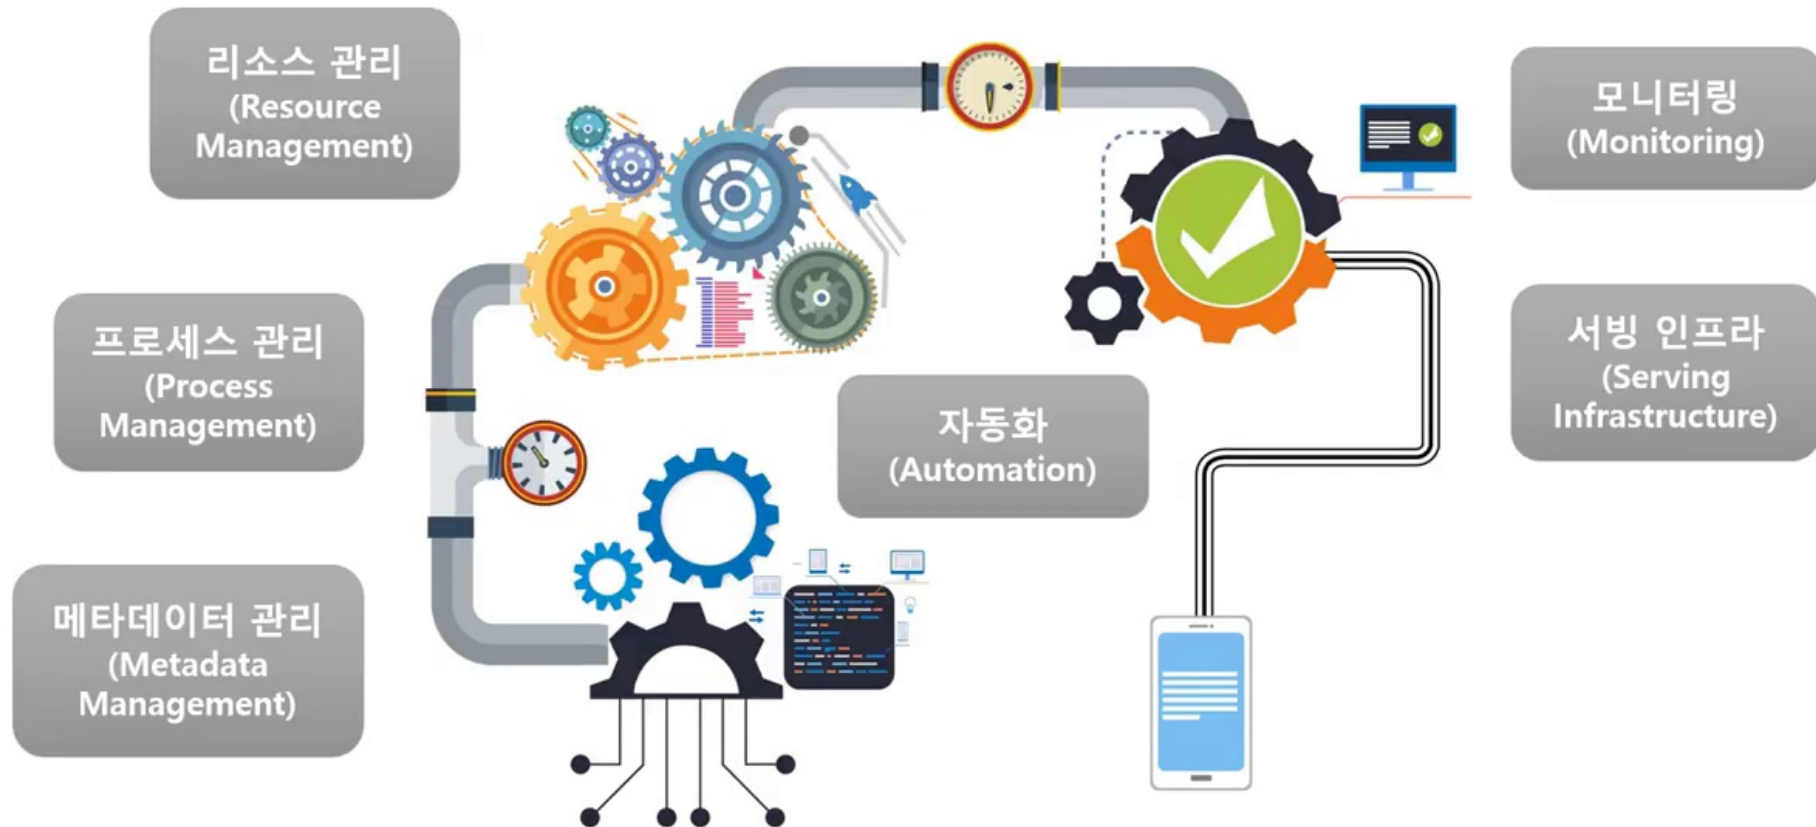 리소스 관리
(Resource
Management)
프로세스 관리
(Process
Management)
메타데이터 관리
(Metadata
Management)
자동화
(Automation)
모니터링
(Monitoring)
서빙 인프라
(Serving
Infrastructure)